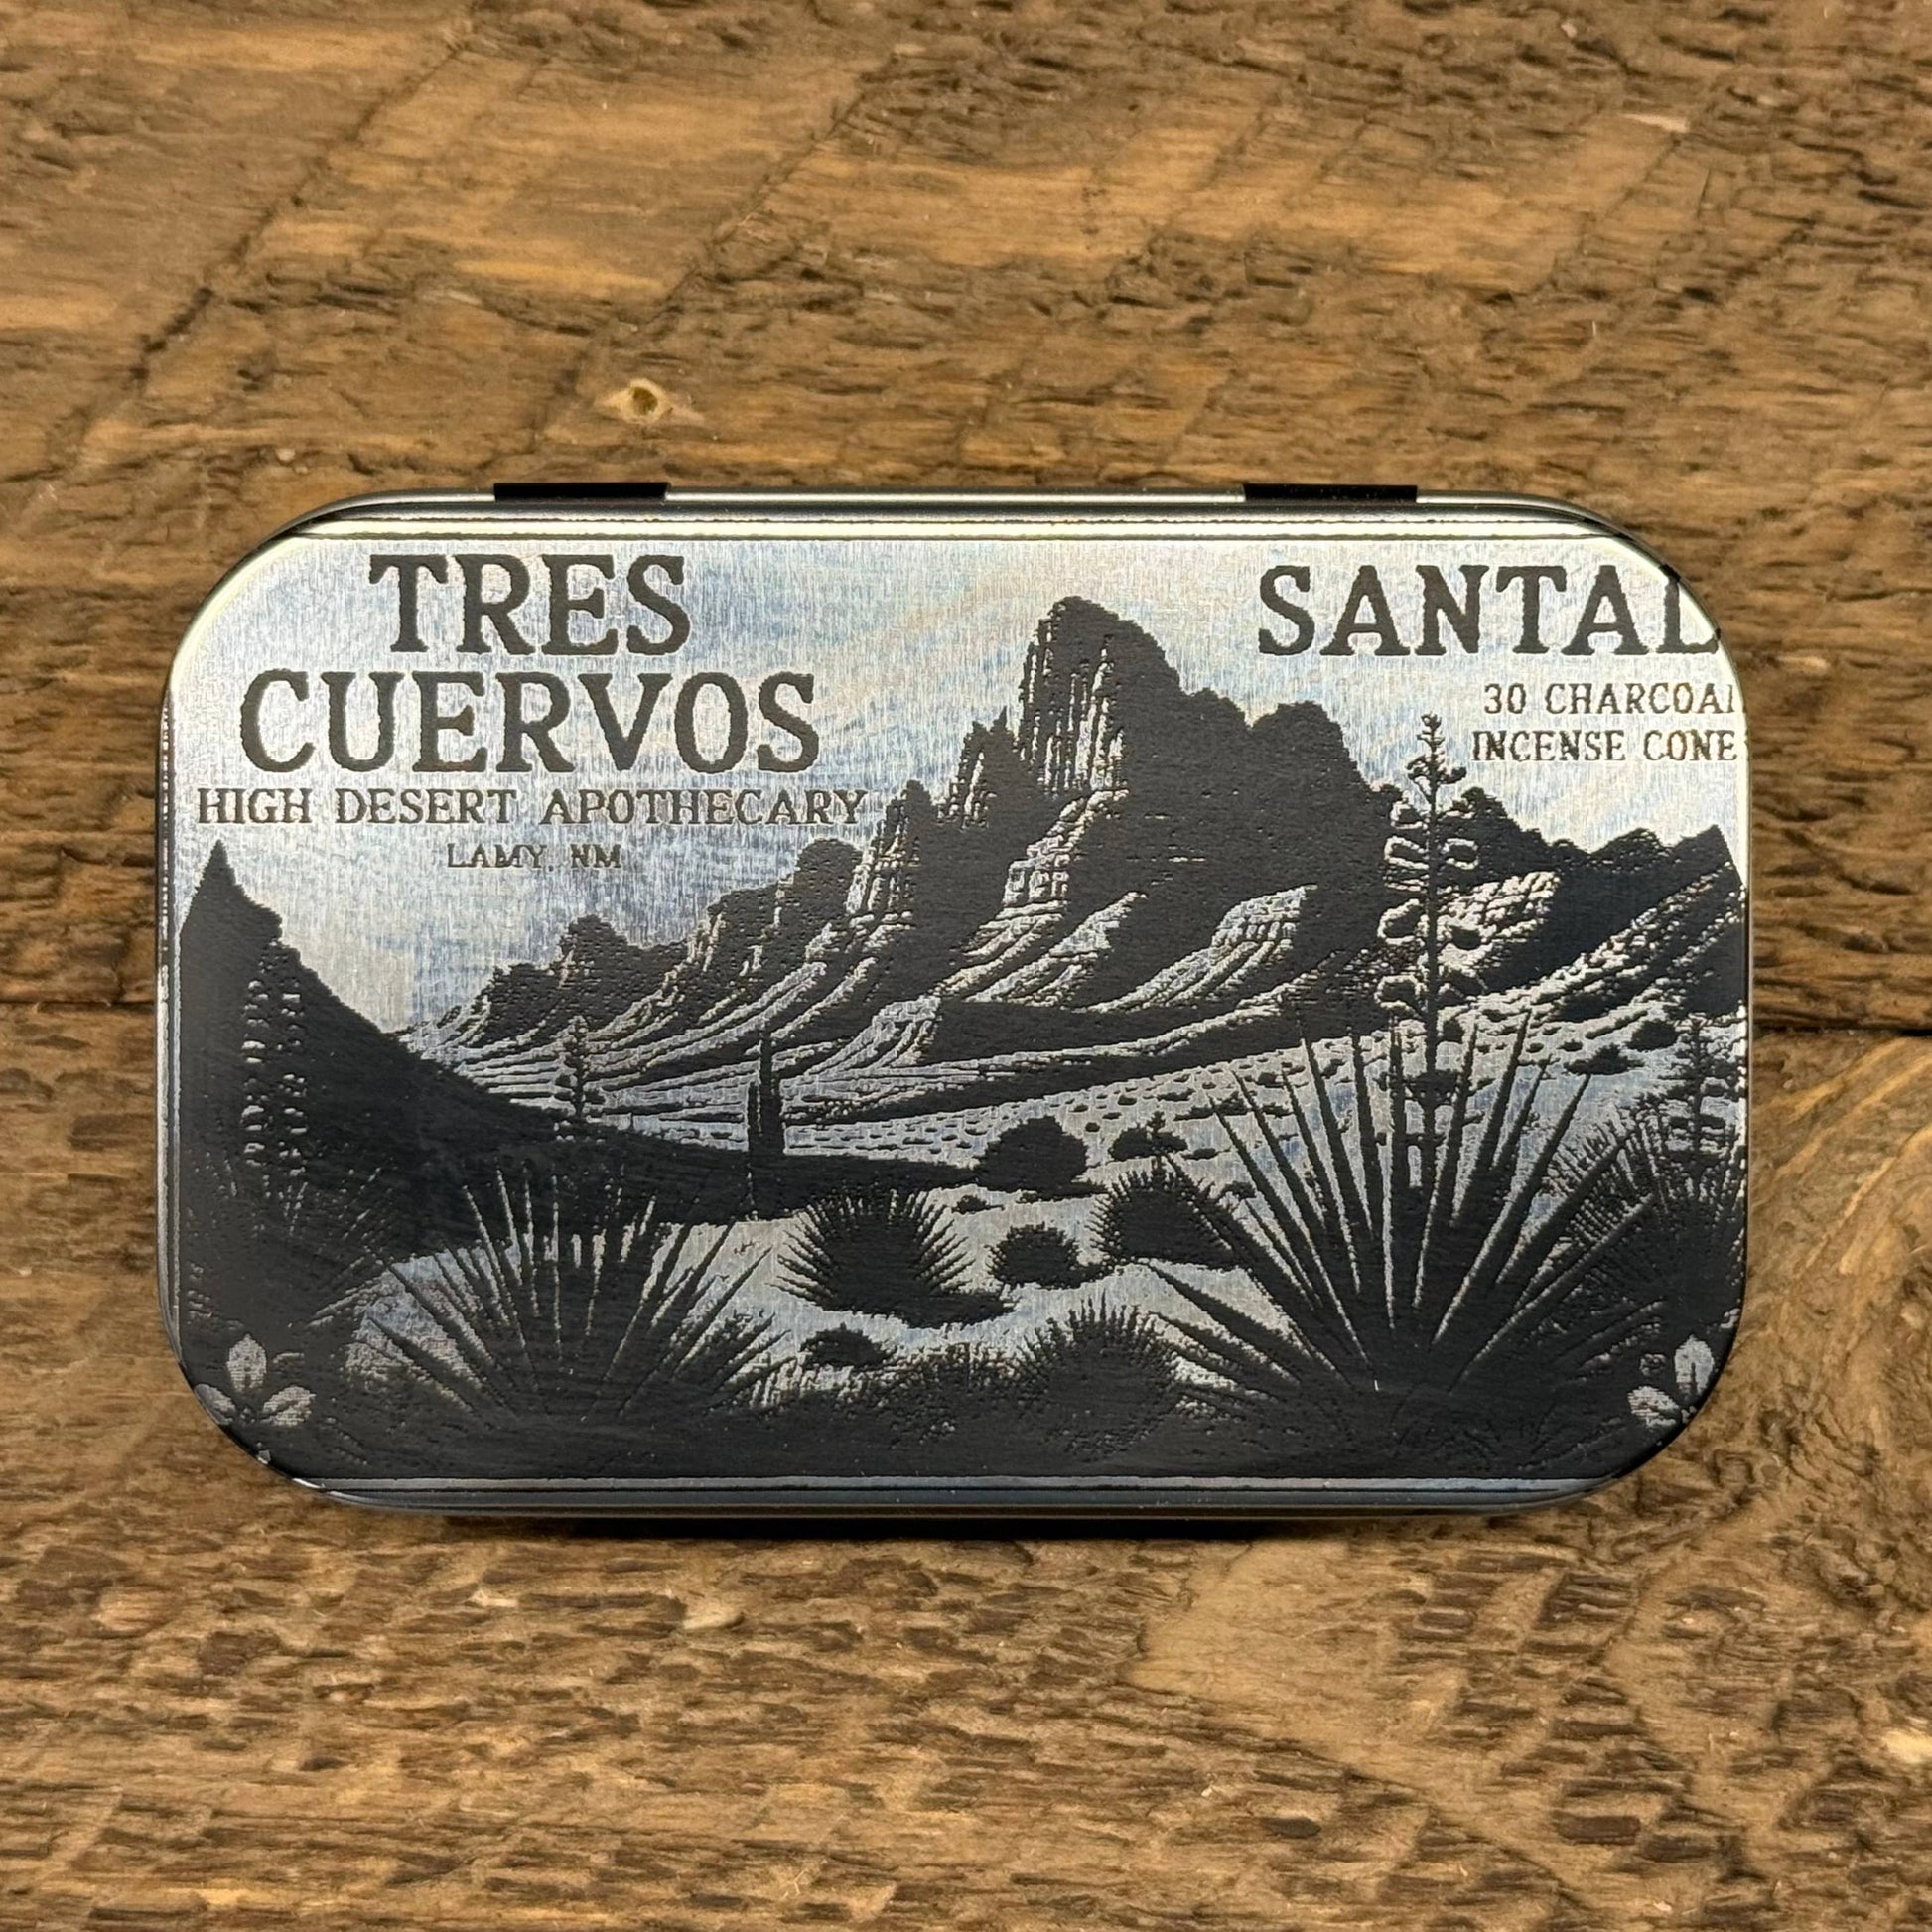 TRES
CUERVOS
HIGH DESERT APOTHECARY
LAMY, NM
SANTAL
30 CHARCOAL
INCENSE CONE